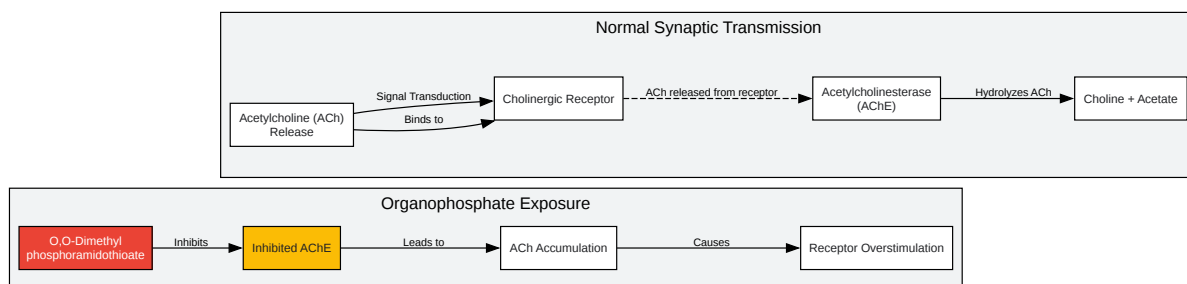 Normal Synaptic Transmission
Acetylcholine (ACh)
Release
Signal Transduction
Binds to
Cholinergic Receptor
ACh released from receptor
Acetylcholinesterase
(AChE)
Hydrolyzes ACh
Choline + Acetate
Organophosphate Exposure
O,O-Dimethyl
phosphoramidothioate
Inhibits
Inhibited AChE
Leads to
ACh Accumulation
Causes
Receptor Overstimulation